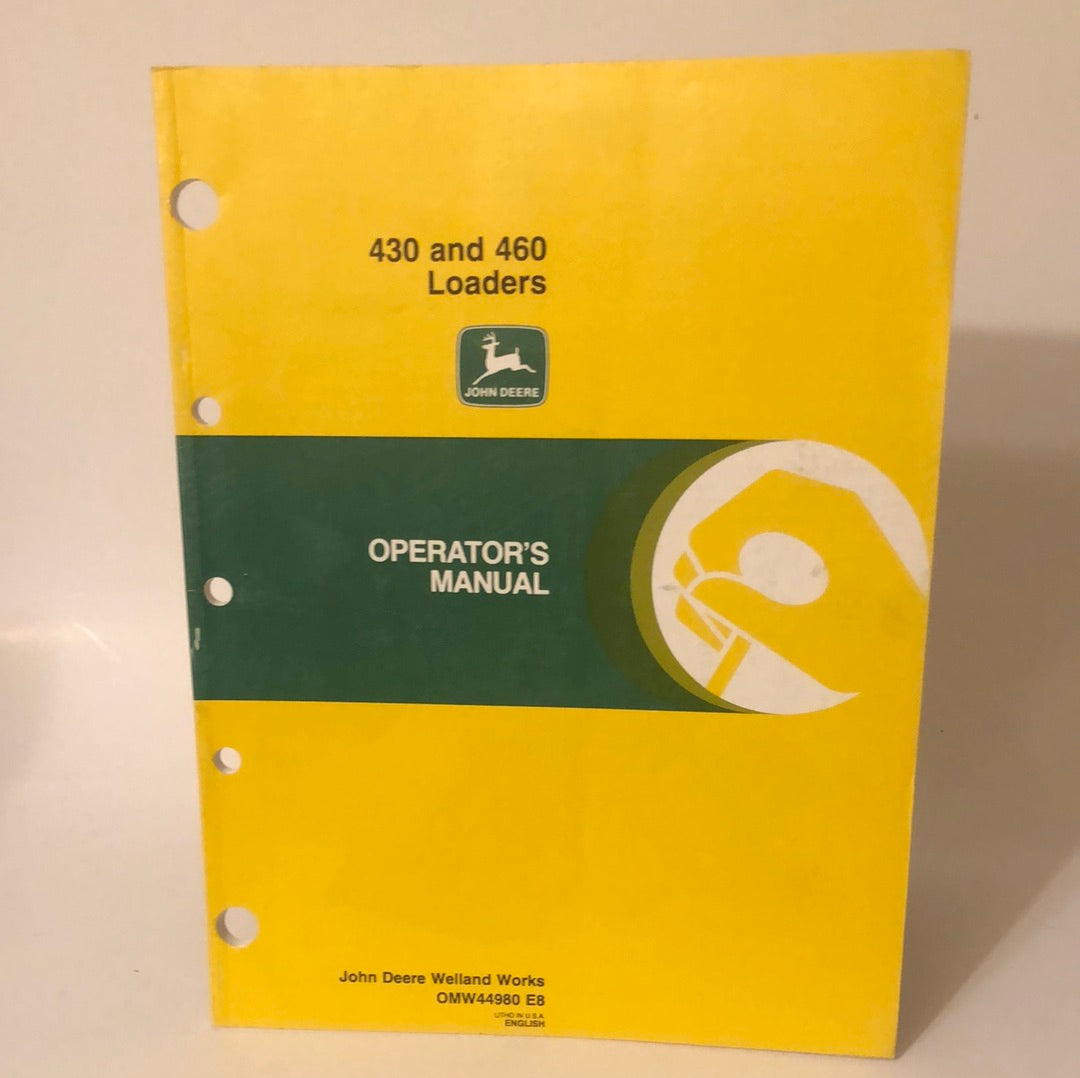 430 and 460
Loaders
JOHN DEERE
OPERATOR'S
MANUAL
John Deere Welland Works
OMW44980 E8
LITHO IN U.S.A.
ENGLISH